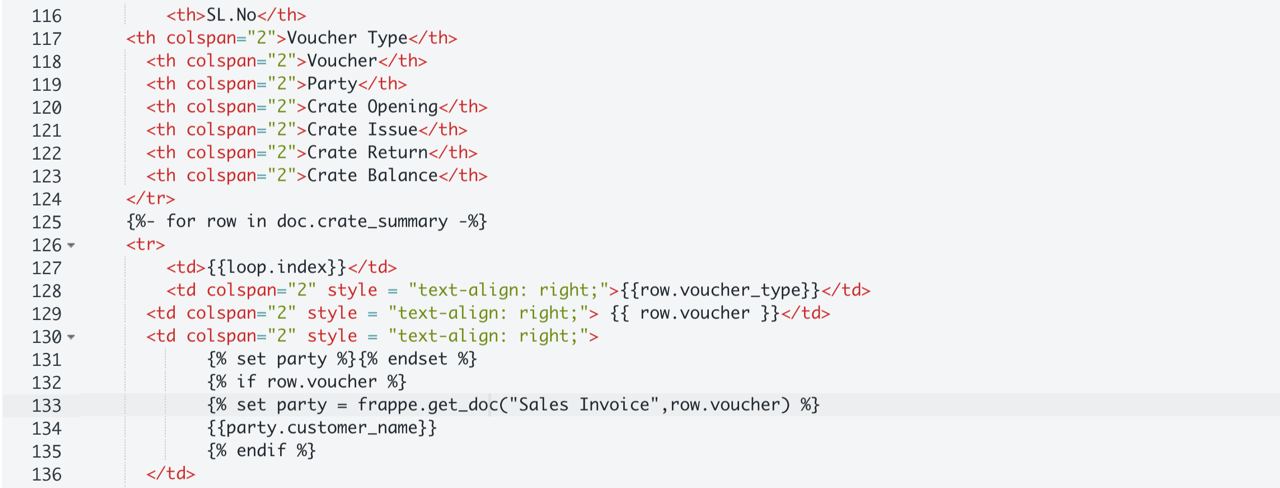 116 <th>SL.No</th>
117 <th colspan="2">Voucher Type</th>
118 <th colspan="2">Voucher</th>
119 <th colspan="2">Party</th>
120 <th colspan="2">Crate Opening</th>
121 <th colspan="2">Crate Issue</th>
122 <th colspan="2">Crate Return</th>
123 <th colspan="2">Crate Balance</th>
124 </tr>
125 {%- for row in doc.crate_summary -%}
126 <tr>
127 <td>{{loop.index}}</td>
128 <td colspan="2" style = "text-align: right;">{{row.voucher_type}}</td>
129 <td colspan="2" style = "text-align: right;"> {{ row.voucher }}</td>
130 <td colspan="2" style = "text-align: right;">
131 {% set party %}{% endset %}
132 {% if row.voucher %}
133 {% set party = frappe.get_doc("Sales Invoice",row.voucher) %}
134 {{party.customer_name}}
135 {% endif %}
136 </td>